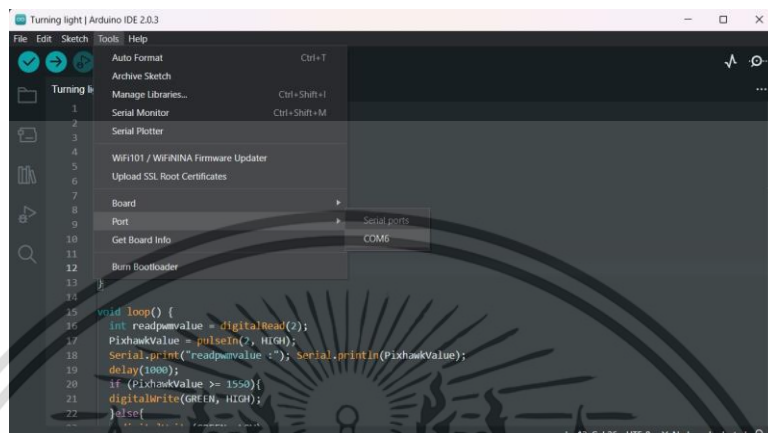 Turning light | Arduino IDE 2.0.3
File Edit Sketch Tools Help
Auto Format Ctrl+T
Archive Sketch
Turning li
Manage Libraries... Ctrl+Shift+I
Serial Monitor Ctrl+Shift+M
Serial Plotter
WiFi101 / WiFiNINA Firmware Updater
Upload SSL Root Certificates
Board
Port Serial ports
Get Board Info COM6
Burn Bootloader
1
2
3
4
5
6
7
8
9
10
11
12
13 }
14
15 void loop() {
16 int readpwmvalue = digitalRead(2);
17 PixhawkValue = pulseIn(2, HIGH);
18 Serial.print("readpwmvalue :"); Serial.println(PixhawkValue);
19 delay(1000);
20 if (PixhawkValue >= 1550){
21 digitalWrite(GREEN, HIGH);
22 }else{